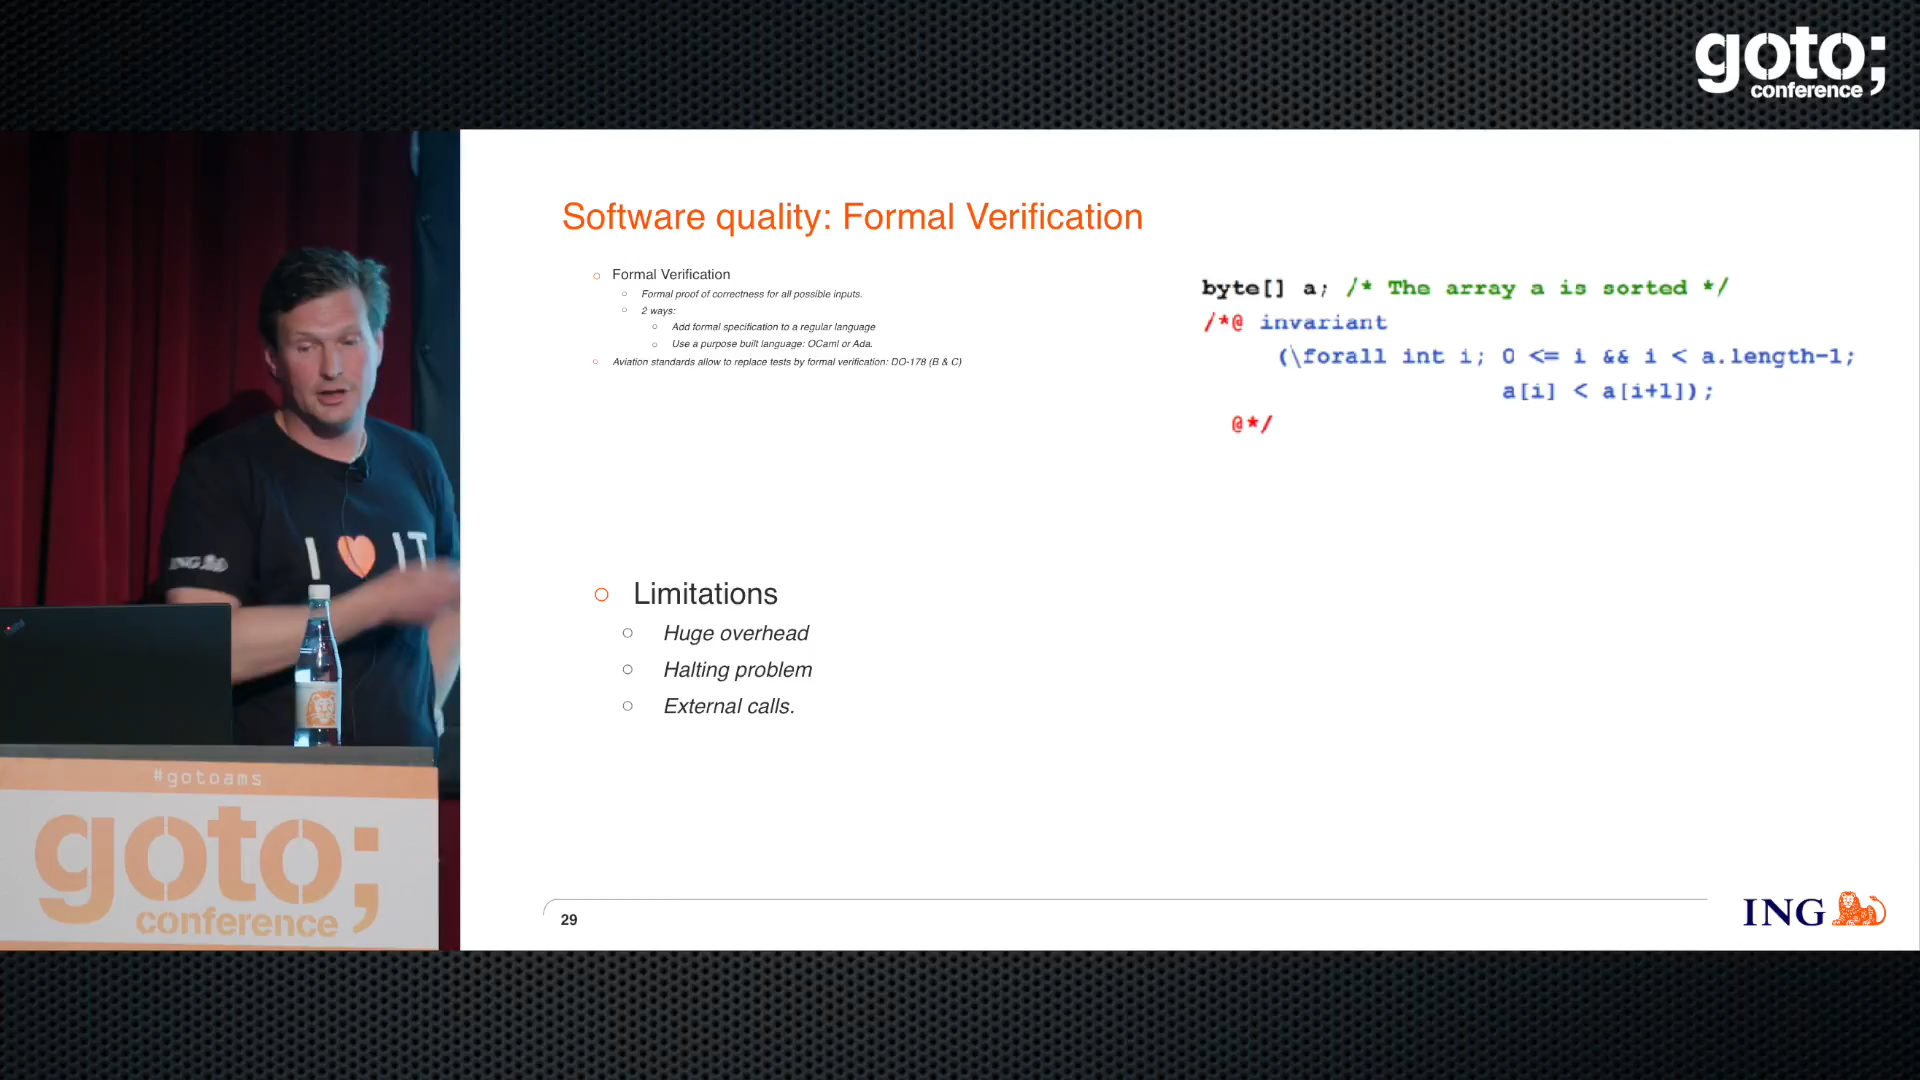 goto;
conference
Software quality: Formal Verification
Formal Verification
Formal proof of correctness for all possible inputs.
2 ways:
Add formal specification to a regular language
Use a purpose built language: OCaml or Ada.
Aviation standards allow to replace tests by formal verification: DO-178 (B & C)
byte[] a; /* The array a is sorted */
/*@ invariant
(\forall int i; 0 <= i && i < a.length-1;
a[i] < a[i+1]);
@*/
Limitations
Huge overhead
Halting problem
External calls.
29
ING
I ♥ IT
ING
#gotoams
goto;
conference